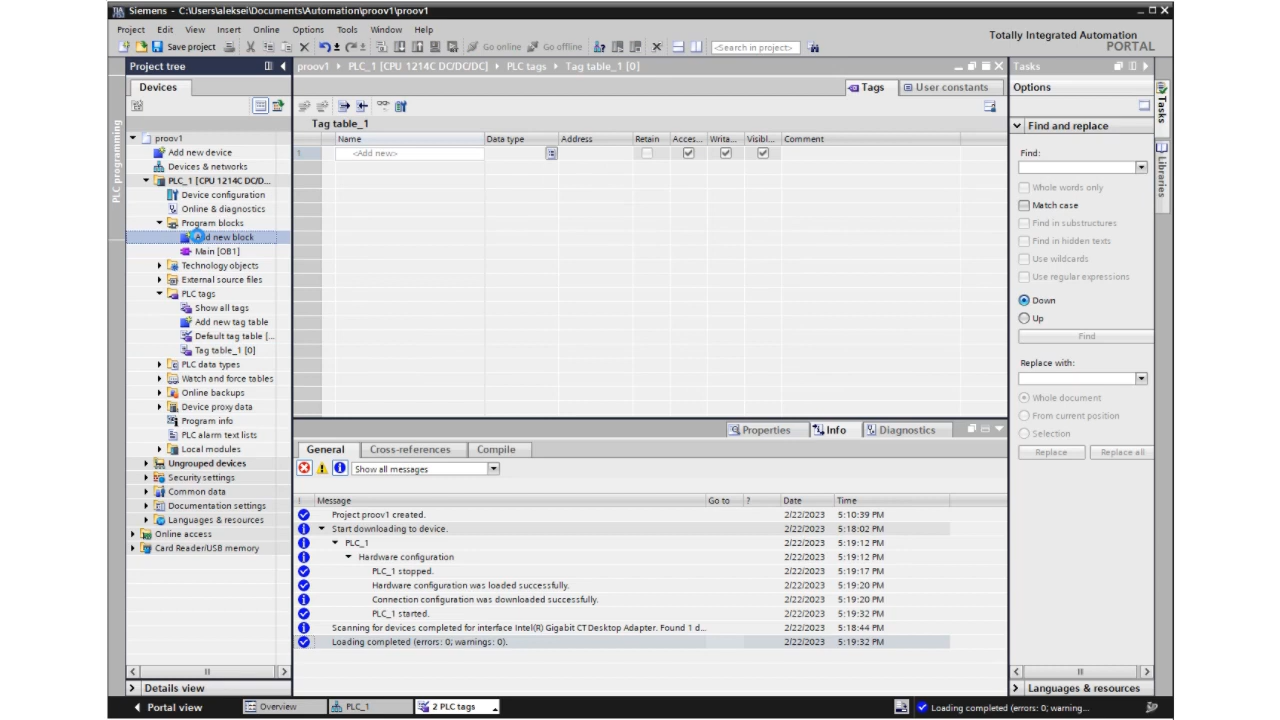 Siemens - C:\Users\aleksei\Documents\Automation\proov1\proov1
Project Edit View Insert Online Options Tools Window Help
Totally Integrated Automation
PORTAL
Save project
Go online
Go offline
<Search in project>
Project tree
proov1 PLC_1 [CPU 1214C DC/DC/DC] PLC tags Tag table_1 [0]
Tasks
Devices
Tags
User constants
Options
Tag table_1
Name Data type Address Retain Acces... Writa... Visibl... Comment
1 <Add new>
proov1
Add new device
Devices & networks
PLC_1 [CPU 1214C DC/D...
Device configuration
Online & diagnostics
Program blocks
Add new block
Main [OB1]
Technology objects
External source files
PLC tags
Show all tags
Add new tag table
Default tag table [...
Tag table_1 [0]
PLC data types
Watch and force tables
Online backups
Device proxy data
Program info
PLC alarm text lists
Local modules
Ungrouped devices
Security settings
Common data
Documentation settings
Languages & resources
Online access
Card Reader/USB memory
PLC programming
Find and replace
Find:
Whole words only
Match case
Find in substructures
Find in hidden texts
Use wildcards
Use regular expressions
Down
Up
Find
Replace with:
Whole document
From current position
Selection
Replace
Replace all
Tasks
Libraries
Properties
Info
Diagnostics
General
Cross-references
Compile
Show all messages
! Message Go to ? Date Time
Project proov1 created. 2/22/2023 5:10:39 PM
Start downloading to device. 2/22/2023 5:18:02 PM
PLC_1 2/22/2023 5:19:12 PM
Hardware configuration 2/22/2023 5:19:12 PM
PLC_1 stopped. 2/22/2023 5:19:17 PM
Hardware configuration was loaded successfully. 2/22/2023 5:19:20 PM
Connection configuration was downloaded successfully. 2/22/2023 5:19:20 PM
PLC_1 started. 2/22/2023 5:19:32 PM
Scanning for devices completed for interface Intel(R) Gigabit CT Desktop Adapter. Found 1 d... 2/22/2023 5:18:44 PM
Loading completed (errors: 0; warnings: 0). 2/22/2023 5:19:32 PM
Details view
Languages & resources
Portal view
Overview
PLC_1
2 PLC tags
Loading completed (errors: 0; warning...